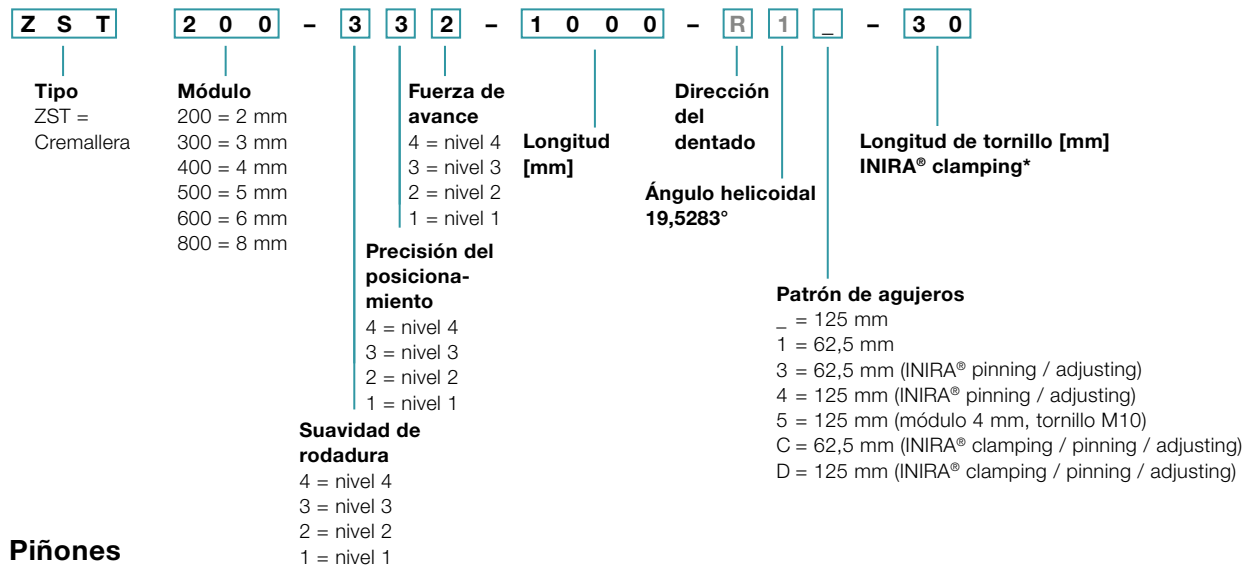 Z S T 2 0 0 – 3 3 2 – 1 0 0 0 – R 1 _ – 3 0
Tipo
ZST =
Cremallera
Módulo
200 = 2 mm
300 = 3 mm
400 = 4 mm
500 = 5 mm
600 = 6 mm
800 = 8 mm
Suavidad de
rodadura
4 = nivel 4
3 = nivel 3
2 = nivel 2
1 = nivel 1
Precisión del
posiciona-
miento
4 = nivel 4
3 = nivel 3
2 = nivel 2
1 = nivel 1
Fuerza de
avance
4 = nivel 4
3 = nivel 3
2 = nivel 2
1 = nivel 1
Longitud
[mm]
Dirección
del
dentado
Ángulo helicoidal
19,5283°
Patrón de agujeros
_ = 125 mm
1 = 62,5 mm
3 = 62,5 mm (INIRA® pinning / adjusting)
4 = 125 mm (INIRA® pinning / adjusting)
5 = 125 mm (módulo 4 mm, tornillo M10)
C = 62,5 mm (INIRA® clamping / pinning / adjusting)
D = 125 mm (INIRA® clamping / pinning / adjusting)
Longitud de tornillo [mm]
INIRA® clamping*
Piñones